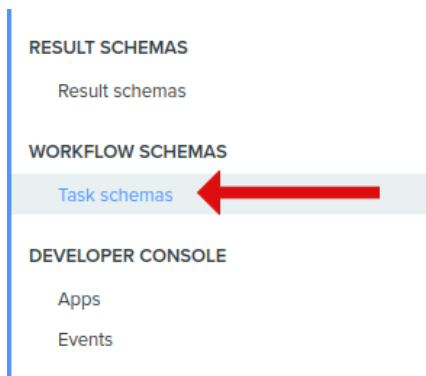 RESULT SCHEMAS
Result schemas
WORKFLOW SCHEMAS
Task schemas
DEVELOPER CONSOLE
Apps
Events